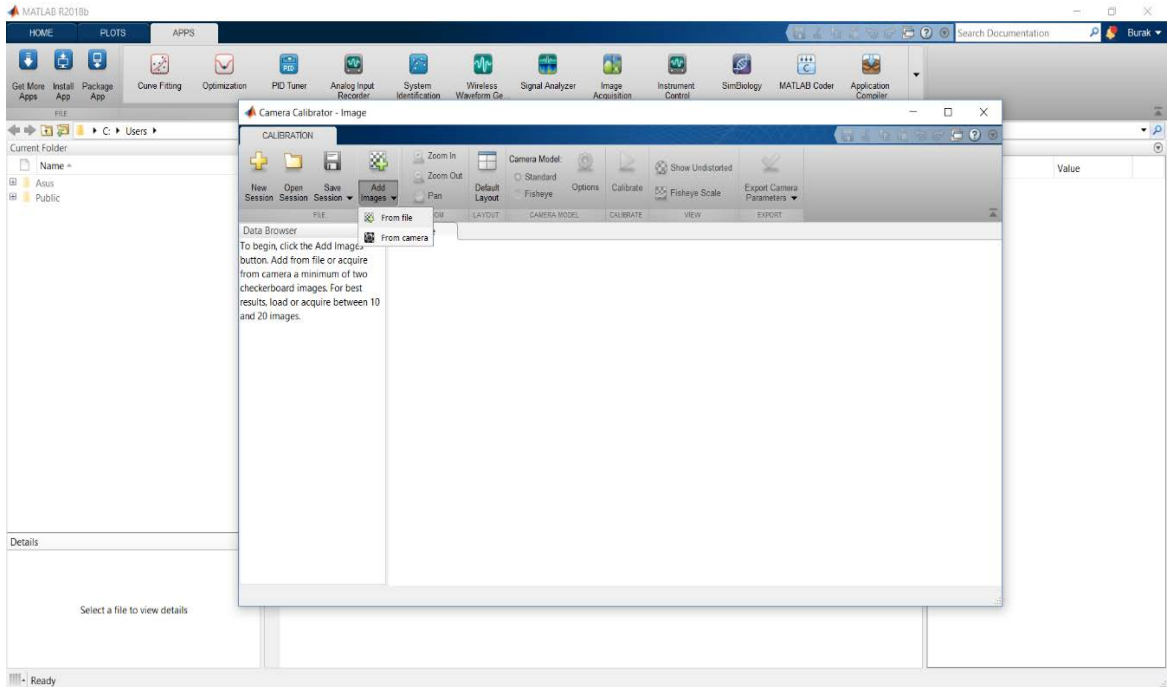 MATLAB R2018b
HOME PLOTS APPS
Search Documentation
Burak
Get More Apps
Install App
Package App
Curve Fitting
Optimization
PID
PID Tuner
Analog Input Recorder
System Identification
Wireless Waveform Ge...
Signal Analyzer
Image Acquisition
Instrument Control
SimBiology
C
MATLAB Coder
Application Compiler
FILE
C: Users
Current Folder
Name
Asus
Public
Value
Camera Calibrator - Image
CALIBRATION
New Session
Open Session
Save Session
Add Images
Zoom In
Zoom Out
Pan
Default Layout
Camera Model:
Standard
Fisheye
Options
Calibrate
Show Undistorted
Fisheye Scale
Export Camera Parameters
FILE
LAYOUT
CAMERA MODEL
CALIBRATE
VIEW
EXPORT
From file
From camera
Data Browser
To begin, click the Add Images
button. Add from file or acquire
from camera a minimum of two
checkerboard images. For best
results, load or acquire between 10
and 20 images.
Details
Select a file to view details
Ready